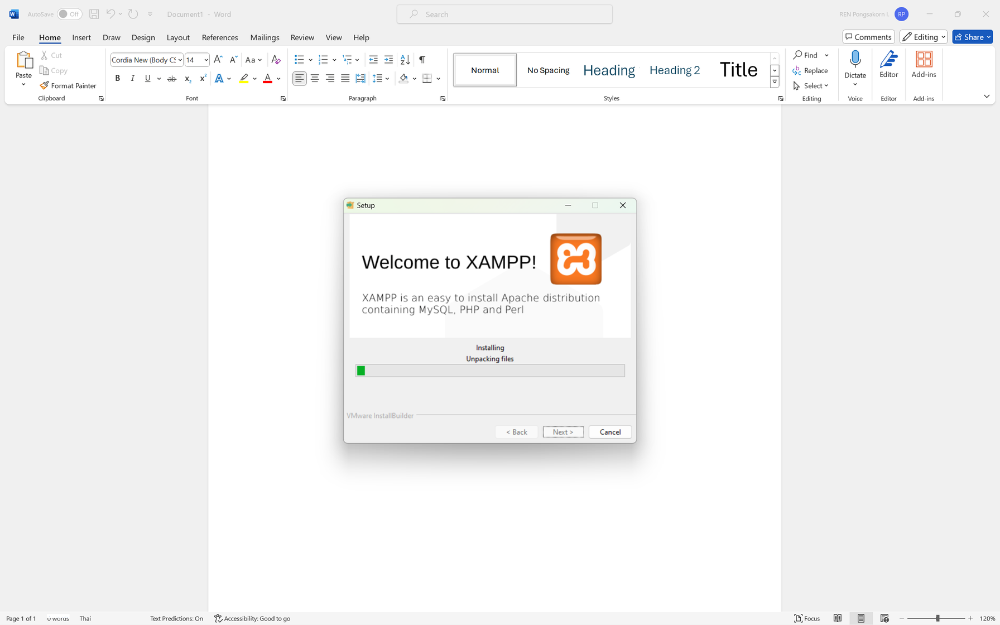 AutoSave Off Document1 - Word Search REN Pongsakorn I. RP
File Home Insert Draw Design Layout References Mailings Review View Help Comments Editing Share
Paste Cut Copy Format Painter Clipboard
Cordia New (Body CS 14 Aa B I U ab x₂ x² A A Font
Paragraph
Normal No Spacing Heading Heading 2 Title Styles
Find Replace Select Editing
Dictate Voice
Editor Editor
Add-ins Add-ins
Setup
Welcome to XAMPP!
XAMPP is an easy to install Apache distribution
containing MySQL, PHP and Perl
Installing
Unpacking files
VMware InstallBuilder
< Back Next > Cancel
Page 1 of 1 0 words Thai Text Predictions: On Accessibility: Good to go Focus 120%